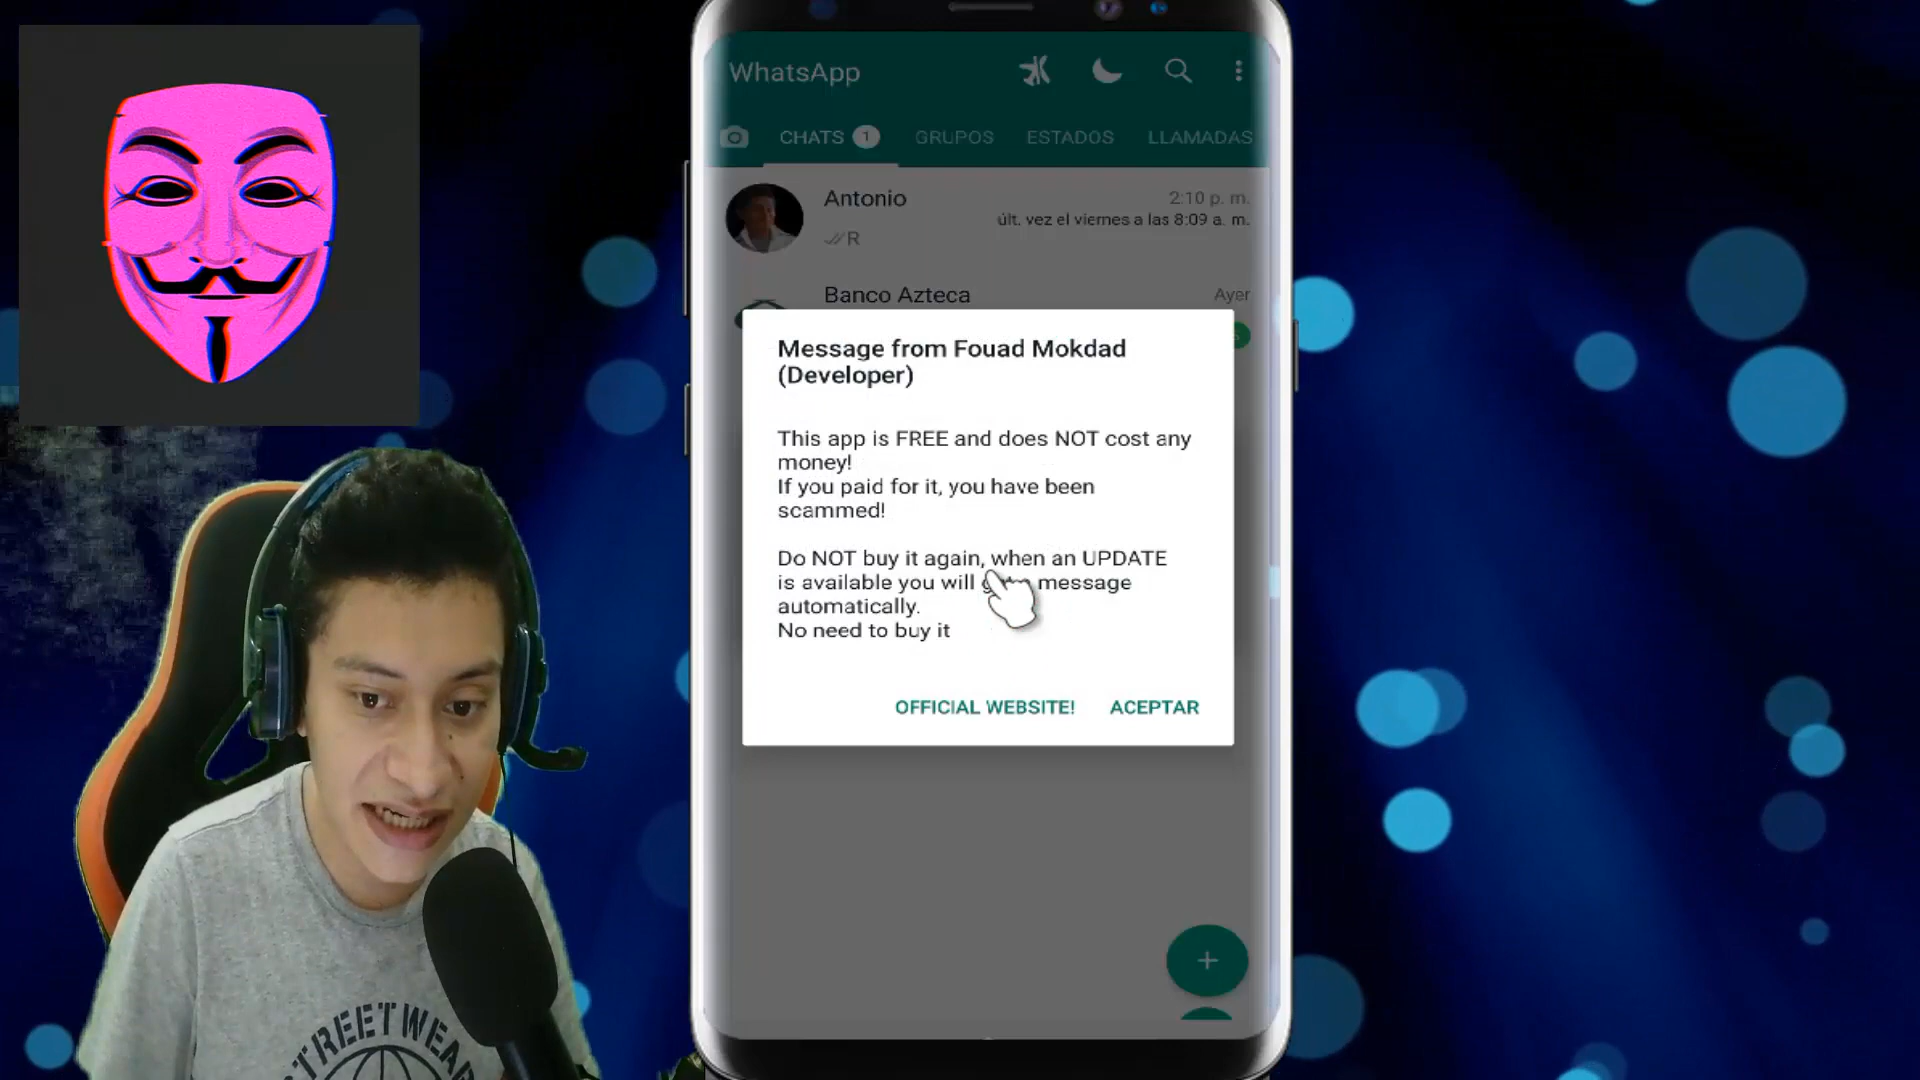 WhatsApp
CHATS 1 GRUPOS ESTADOS LLAMADAS
Antonio 2:10 p. m.
últ. vez el viernes a las 8:09 a. m.
R
Banco Azteca Ayer
Message from Fouad Mokdad
(Developer)
This app is FREE and does NOT cost any
money!
If you paid for it, you have been
scammed!
Do NOT buy it again, when an UPDATE
is available you will message
automatically.
No need to buy it
OFFICIAL WEBSITE! ACEPTAR
STREETWEAR